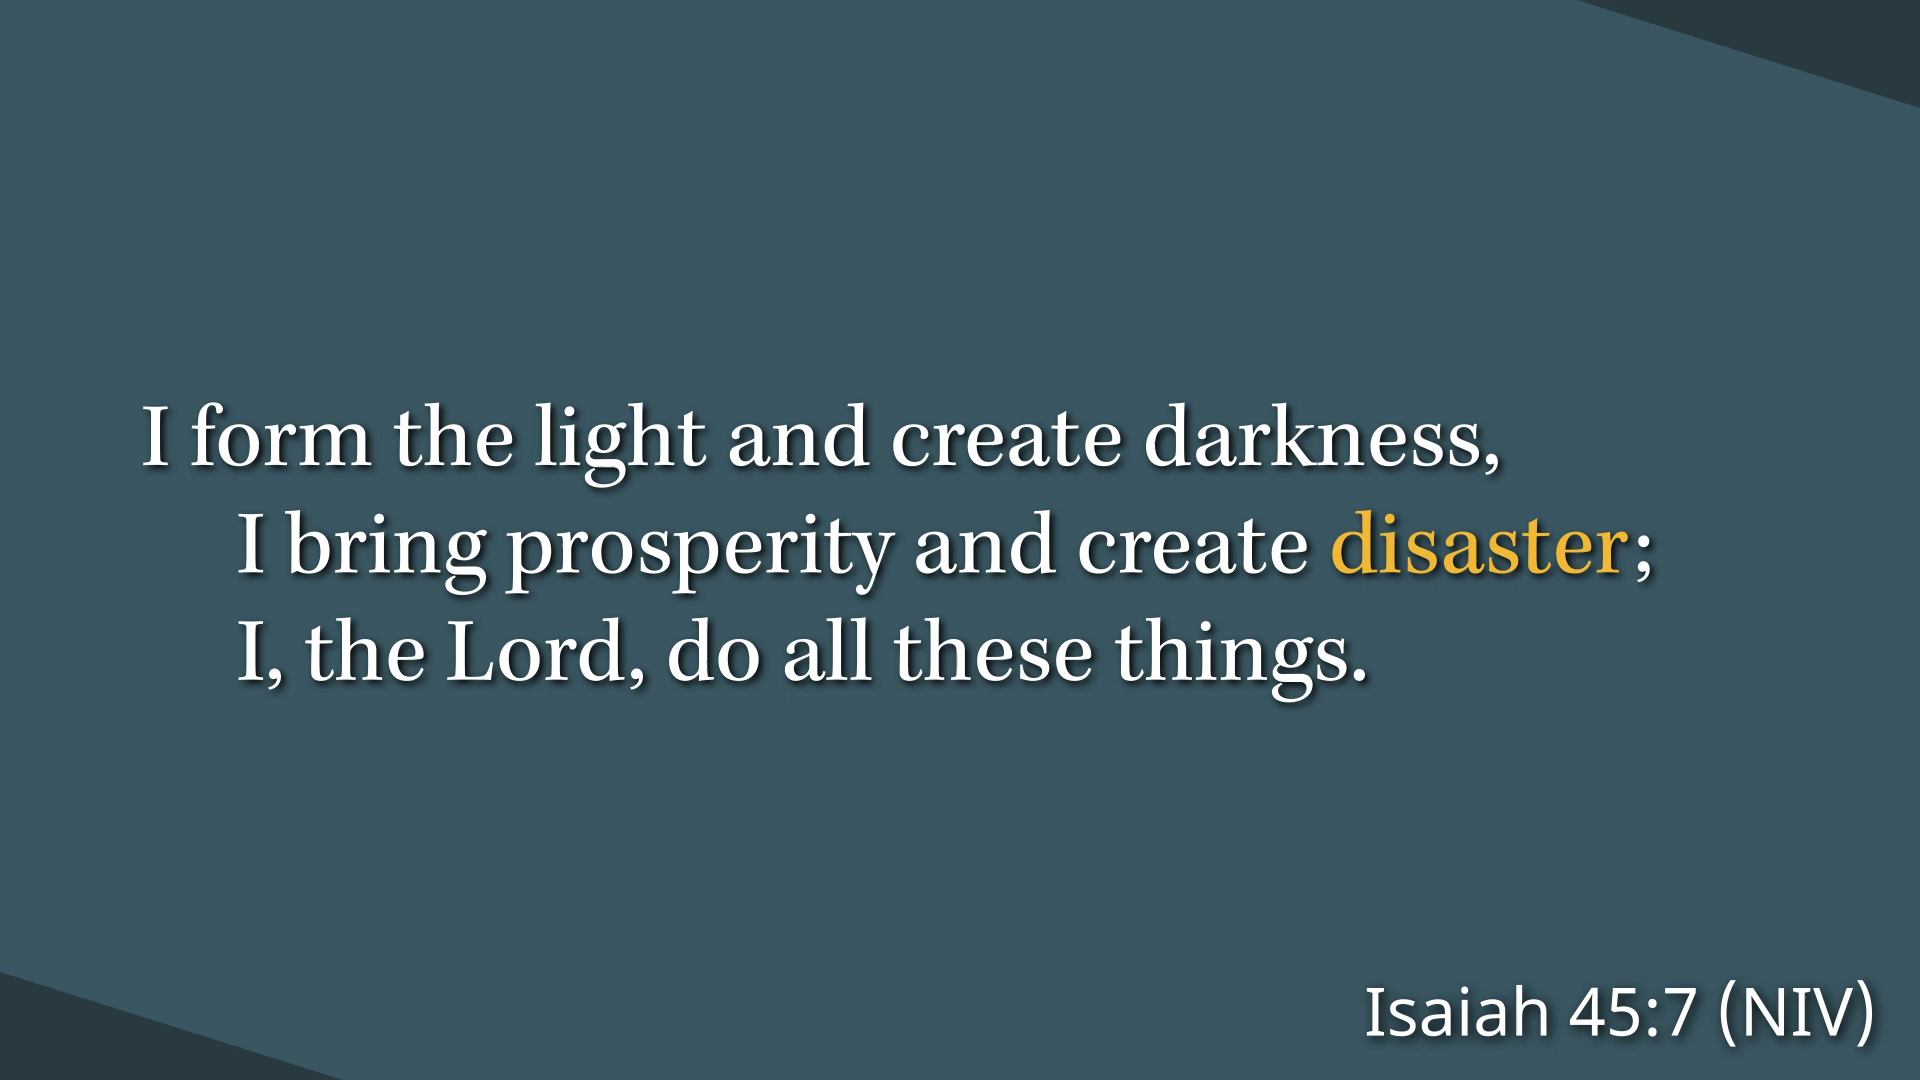 I form the light and create darkness,
I bring prosperity and create disaster;
I, the Lord, do all these things.
Isaiah 45:7 (NIV)